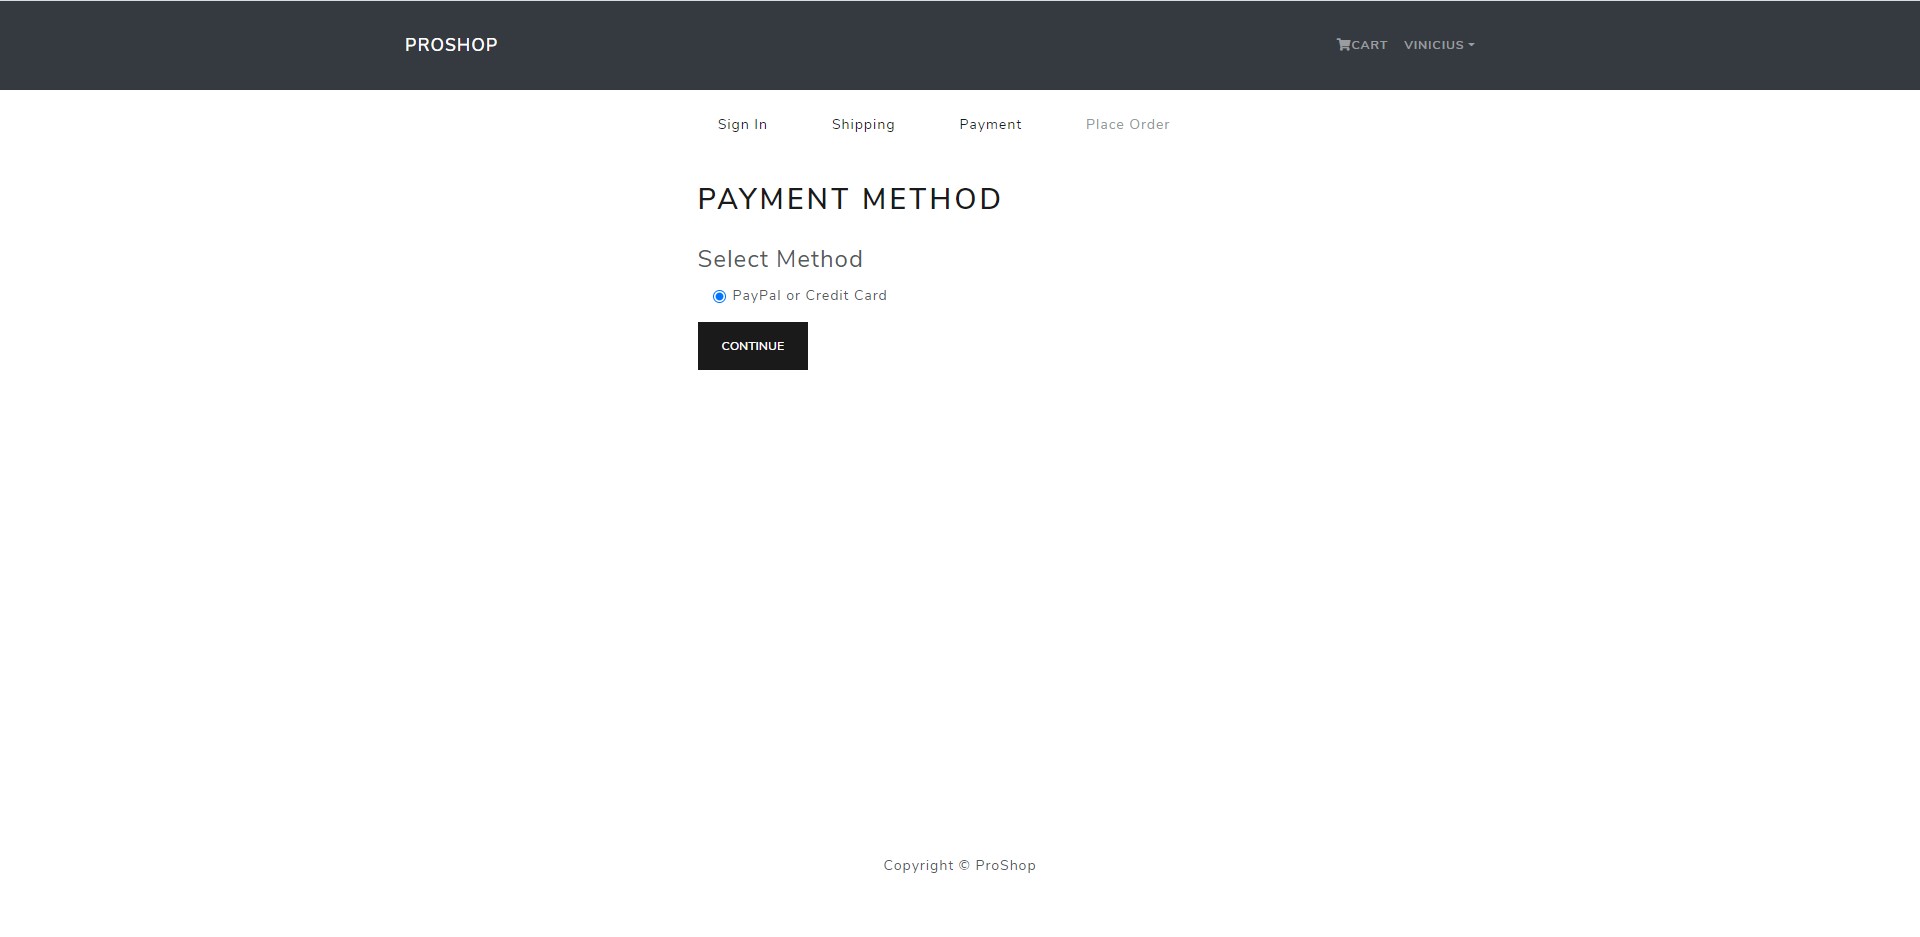 PROSHOP CART VINICIUS
Sign In Shipping Payment Place Order
PAYMENT METHOD
Select Method
PayPal or Credit Card
CONTINUE
Copyright © ProShop